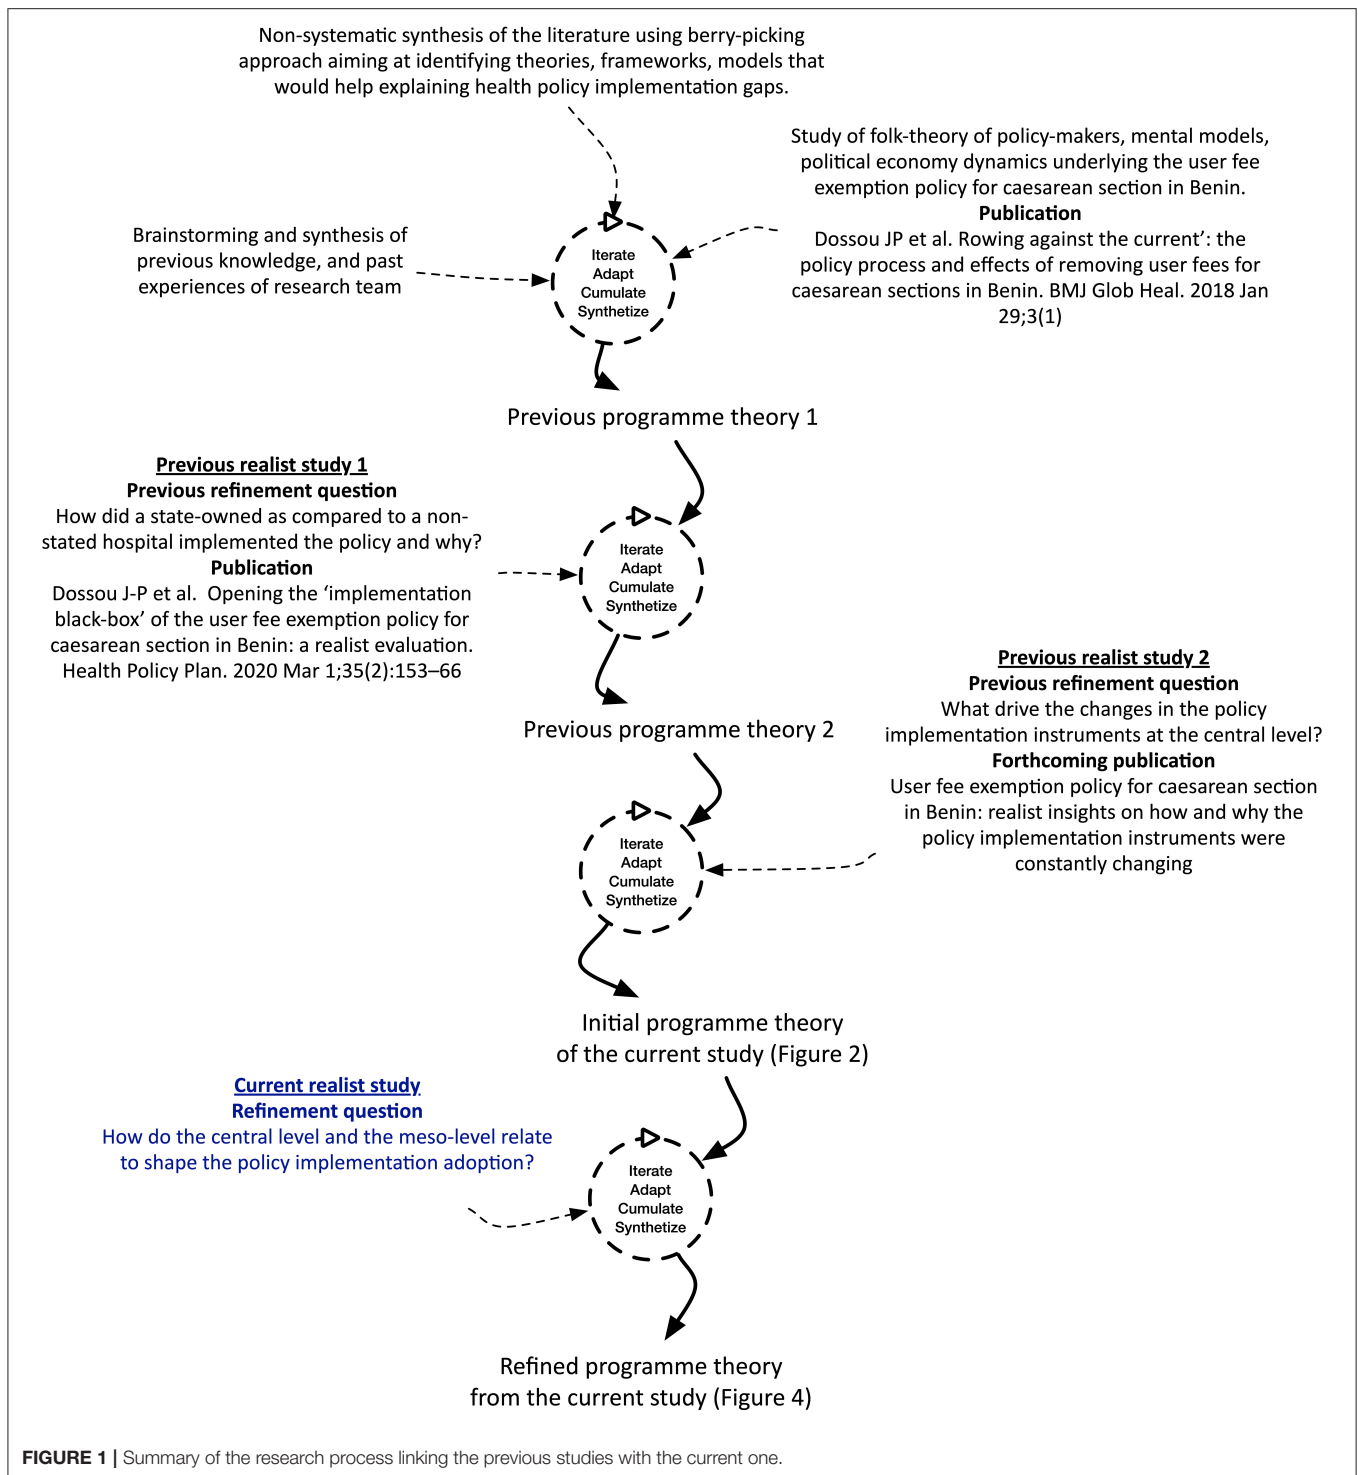 Non-systematic synthesis of the literature using berry-picking
approach aiming at identifying theories, frameworks, models that
would help explaining health policy implementation gaps.
Study of folk-theory of policy-makers, mental models,
political economy dynamics underlying the user fee
exemption policy for caesarean section in Benin.
Publication
Dossou JP et al. Rowing against the current’: the
policy process and effects of removing user fees for
caesarean sections in Benin. BMJ Glob Heal. 2018 Jan
29;3(1)
Brainstorming and synthesis of
previous knowledge, and past
experiences of research team
Iterate
Adapt
Cumulate
Synthetize
Previous programme theory 1
Previous realist study 1
Previous refinement question
How did a state-owned as compared to a non-
stated hospital implemented the policy and why?
Publication
Dossou J-P et al.  Opening the ‘implementation
black-box’ of the user fee exemption policy for
caesarean section in Benin: a realist evaluation.
Health Policy Plan. 2020 Mar 1;35(2):153–66
Iterate
Adapt
Cumulate
Synthetize
Previous programme theory 2
Previous realist study 2
Previous refinement question
What drive the changes in the policy
implementation instruments at the central level?
Forthcoming publication
User fee exemption policy for caesarean section
in Benin: realist insights on how and why the
policy implementation instruments were
constantly changing
Iterate
Adapt
Cumulate
Synthetize
Initial programme theory
of the current study (Figure 2)
Current realist study
Refinement question
How do the central level and the meso-level relate
to shape the policy implementation adoption?
Iterate
Adapt
Cumulate
Synthetize
Refined programme theory
from the current study (Figure 4)
FIGURE 1 | Summary of the research process linking the previous studies with the current one.